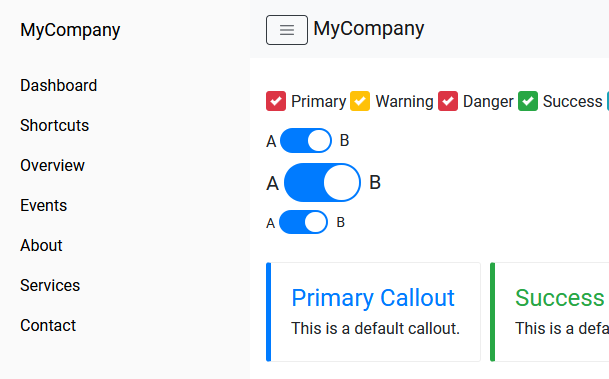 MyCompany
Dashboard
Shortcuts
Overview
Events
About
Services
Contact
MyCompany
Primary Warning Danger Success
A B
A B
A B
Primary Callout
This is a default callout.
Success
This is a